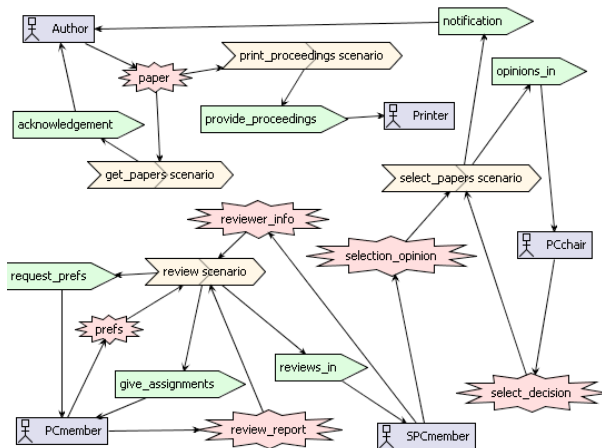 notification
Author
print_proceedings scenario
paper
opinions_in
acknowledgement
provide_proceedings
Printer
get_papers scenario
select_papers scenario
reviewer_info
PCchair
selection_opinion
request_prefs
review scenario
prefs
reviews_in
give_assignments
select_decision
PCmember
review_report
SPCmember